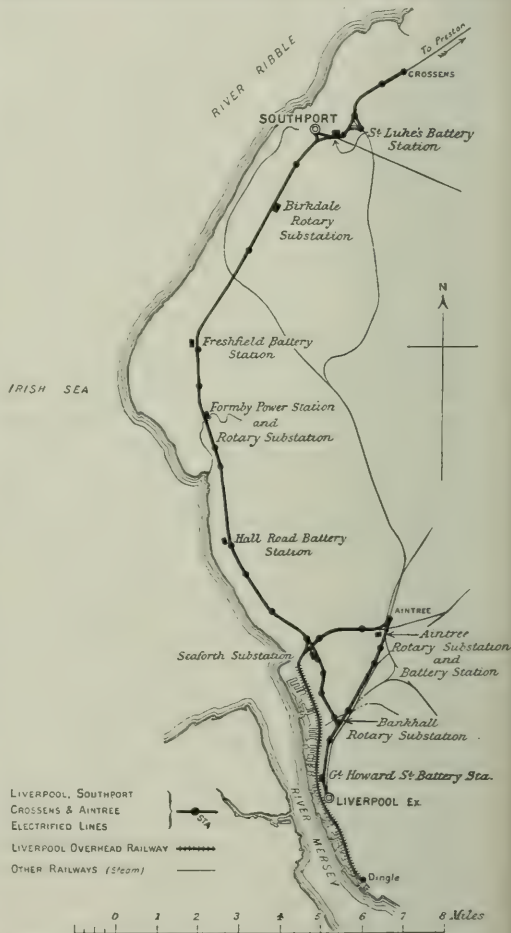 To Preston
CROSSENS
RIVER RIBBLE
SOUTHPORT
St Luke's Battery
Station
Birkdale
Rotary
Substation
N
Freshfield Battery
Station
IRISH SEA
Formby Power Station
and
Rotary Substation
Hall Road Battery
Station
AINTREE
Aintree
Rotary Substation
and
Battery Station
Seaforth Substation
Bankhall
Rotary Substation
Gt Howard St Battery Sta.
LIVERPOOL Ex.
RIVER MERSEY
Dingle
LIVERPOOL, SOUTHPORT
CROSSENS & AINTREE
ELECTRIFIED LINES
STA
LIVERPOOL OVERHEAD RAILWAY
OTHER RAILWAYS (Steam)
0 1 2 3 4 5 6 7 8 Miles